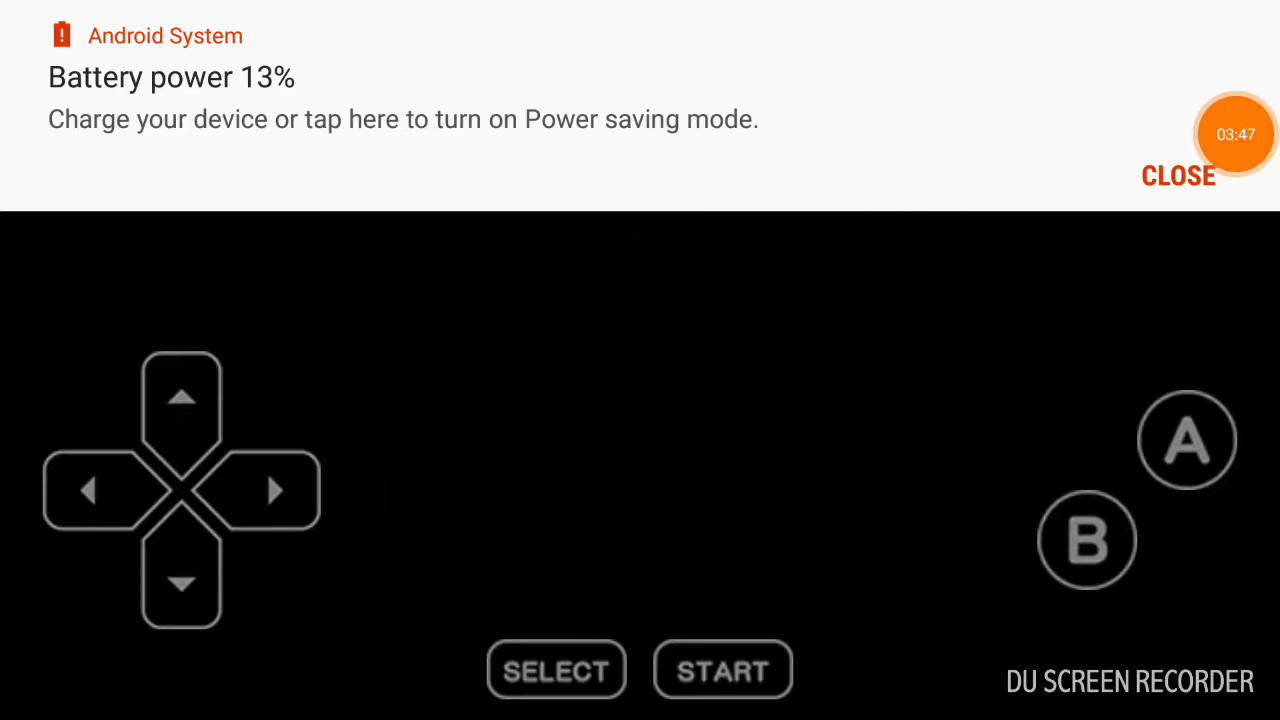 Android System
Battery power 13%
Charge your device or tap here to turn on Power saving mode.
03:47
CLOSE
A
B
SELECT
START
DU SCREEN RECORDER